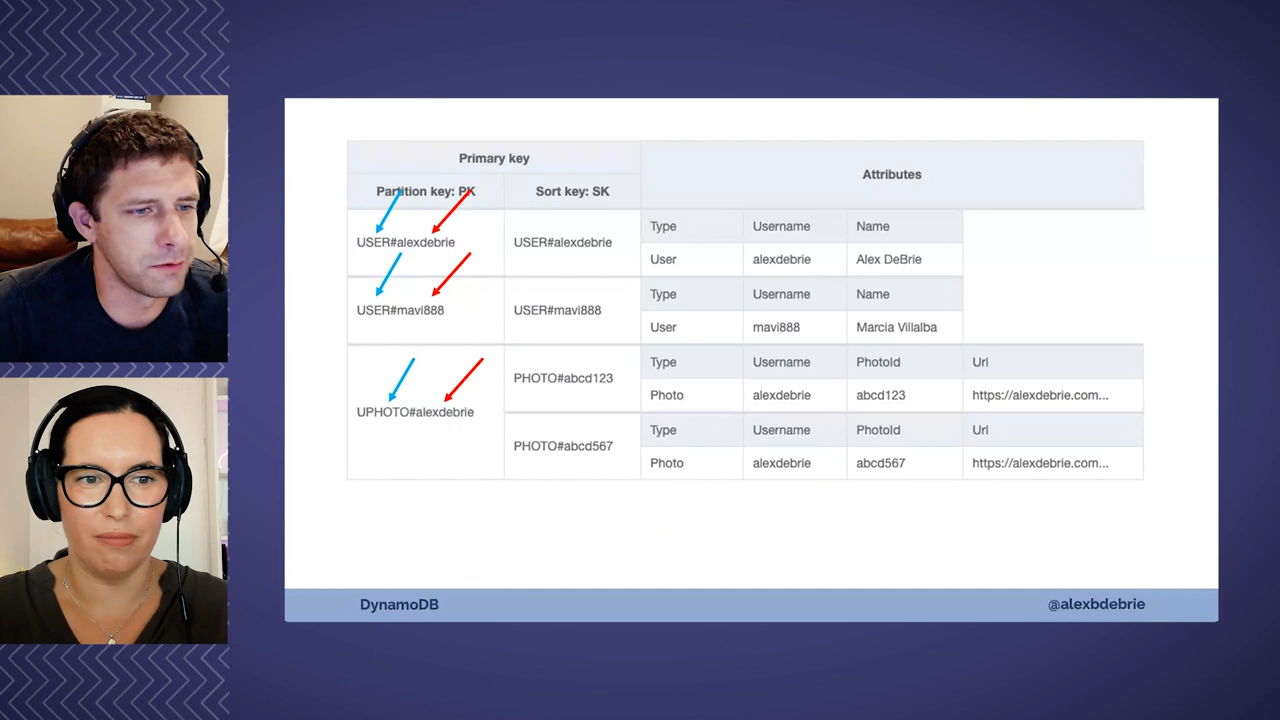 Primary key
Attributes
Partition key: PK
Sort key: SK
USER#alexdebrie
USER#alexdebrie
Type
Username
Name
User
alexdebrie
Alex DeBrie
USER#mavi888
USER#mavi888
Type
Username
Name
User
mavi888
Marcia Villalba
UPHOTO#alexdebrie
PHOTO#abcd123
Type
Username
PhotoId
Url
Photo
alexdebrie
abcd123
https://alexdebrie.com...
PHOTO#abcd567
Type
Username
PhotoId
Url
Photo
alexdebrie
abcd567
https://alexdebrie.com...
DynamoDB
@alexbdebrie